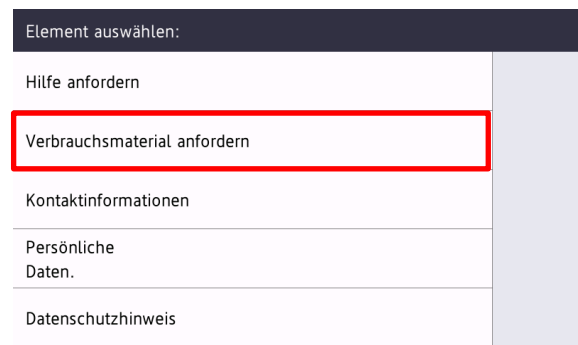 Element auswählen:
Hilfe anfordern
Verbrauchsmaterial anfordern
Kontaktinformationen
Persönliche
Daten.
Datenschutzhinweis